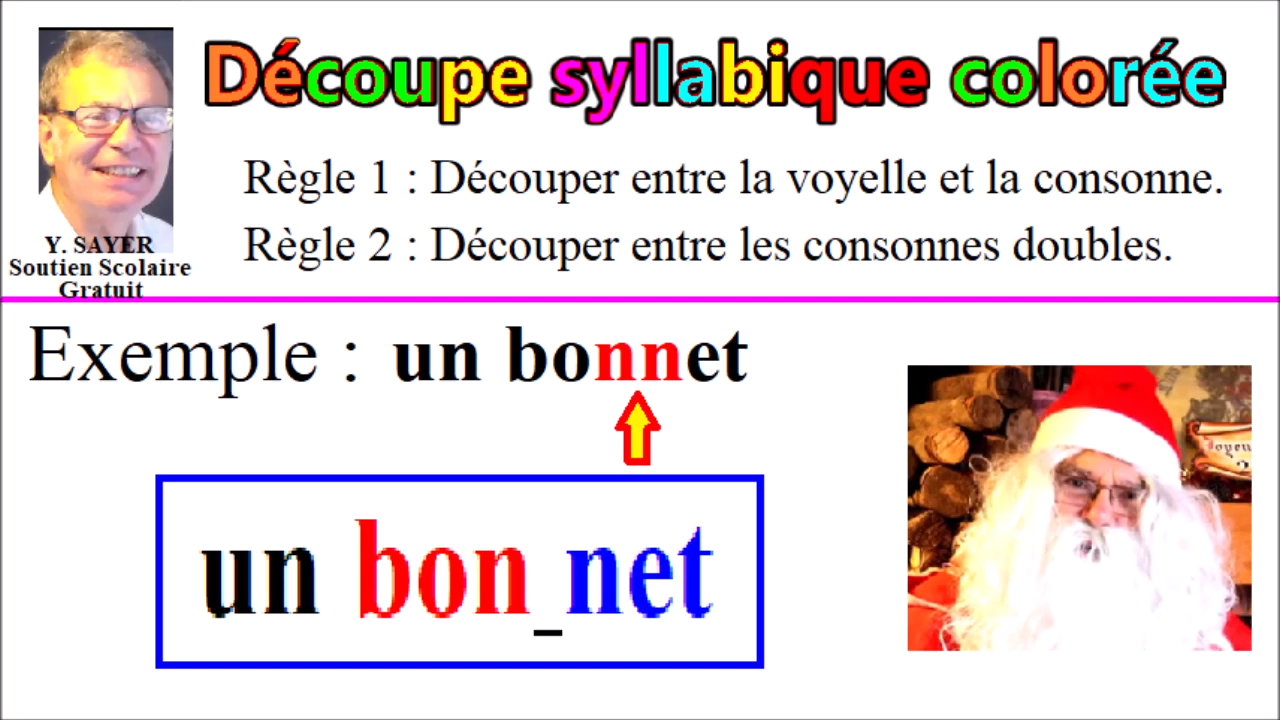 Découpe syllabique colorée
Règle 1 : Découper entre la voyelle et la consonne.
Règle 2 : Découper entre les consonnes doubles.
Y. SAYER
Soutien Scolaire
Gratuit
Exemple : un bonnet
un bon_net